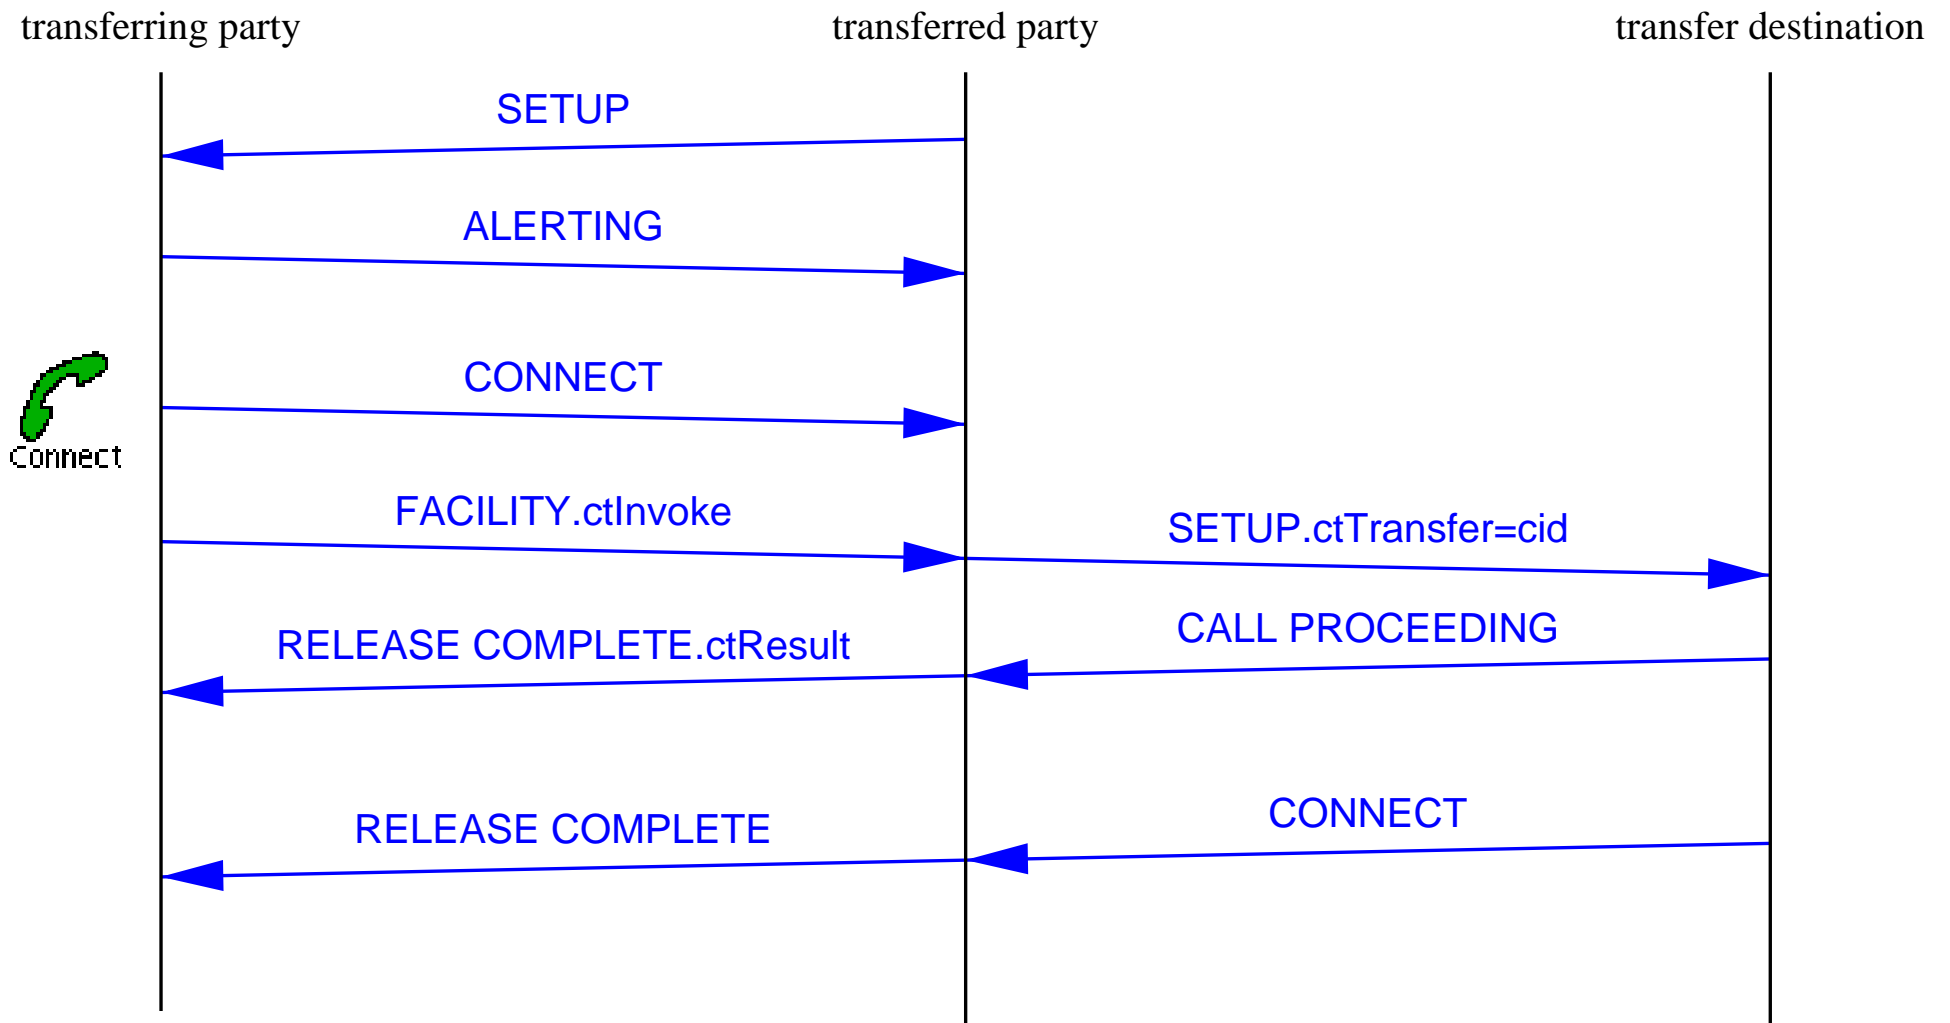 transferring party
transferred party
transfer destination
SETUP
ALERTING
CONNECT
Connect
FACILITY.ctInvoke
SETUP.ctTransfer=cid
CALL PROCEEDING
RELEASE COMPLETE.ctResult
CONNECT
RELEASE COMPLETE